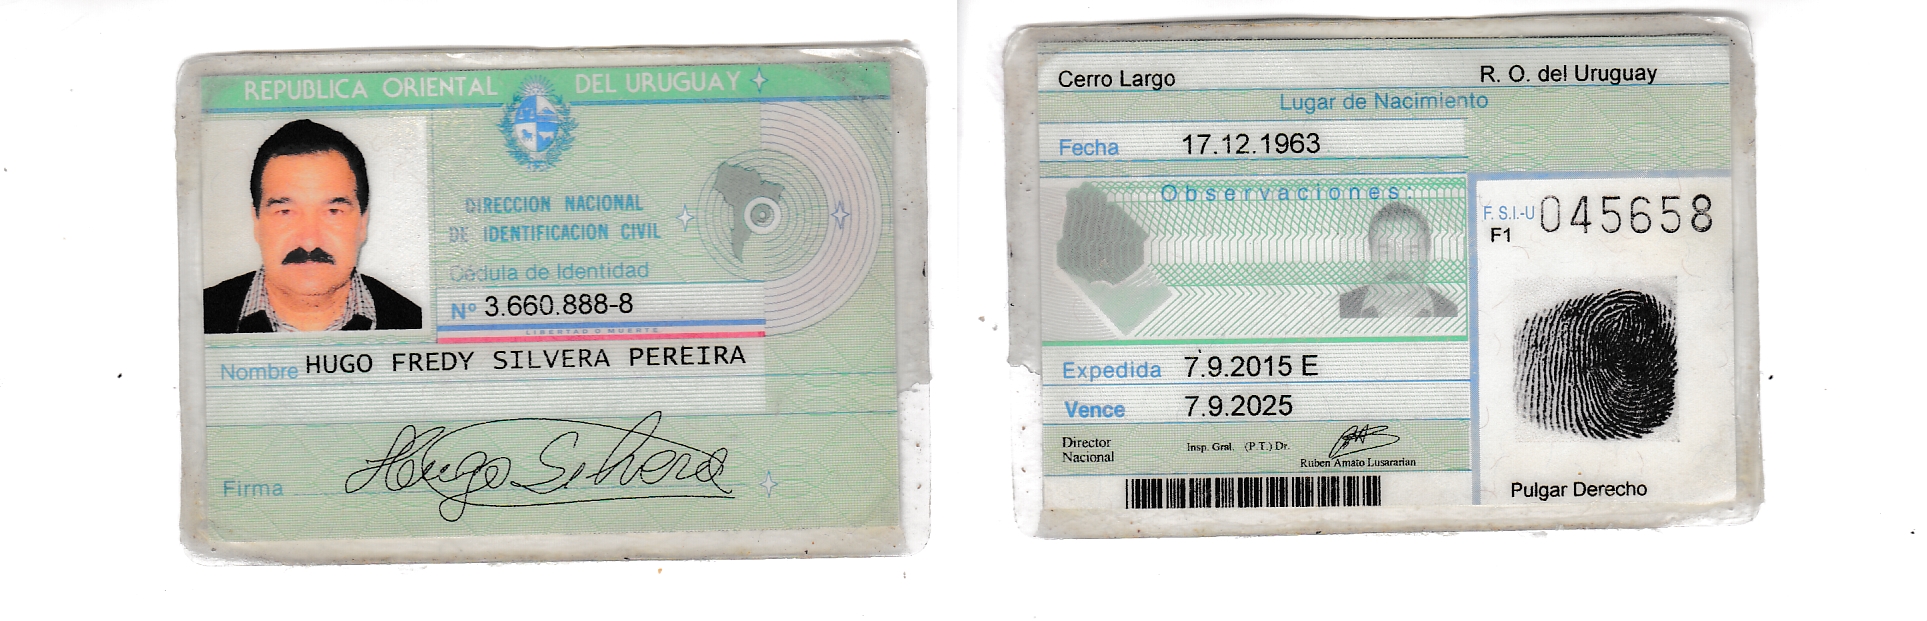 REPUBLICA ORIENTAL DEL URUGUAY
DIRECCION NACIONAL
DE IDENTIFICACION CIVIL
Cédula de Identidad
Nº 3.660.888-8
LIBERTAD O MUERTE
Nombre HUGO FREDY SILVERA PEREIRA
Hugo Silvera
Firma
Cerro Largo R. O. del Uruguay
Lugar de Nacimiento
Fecha 17.12.1963
Observaciones:
F. S.I.-U 045658
F1
Expedida 7.9.2015 E
Vence 7.9.2025
Director
Nacional
Insp. Gral. (P.T.) Dr.
Ruben Amato Lusararian
Pulgar Derecho